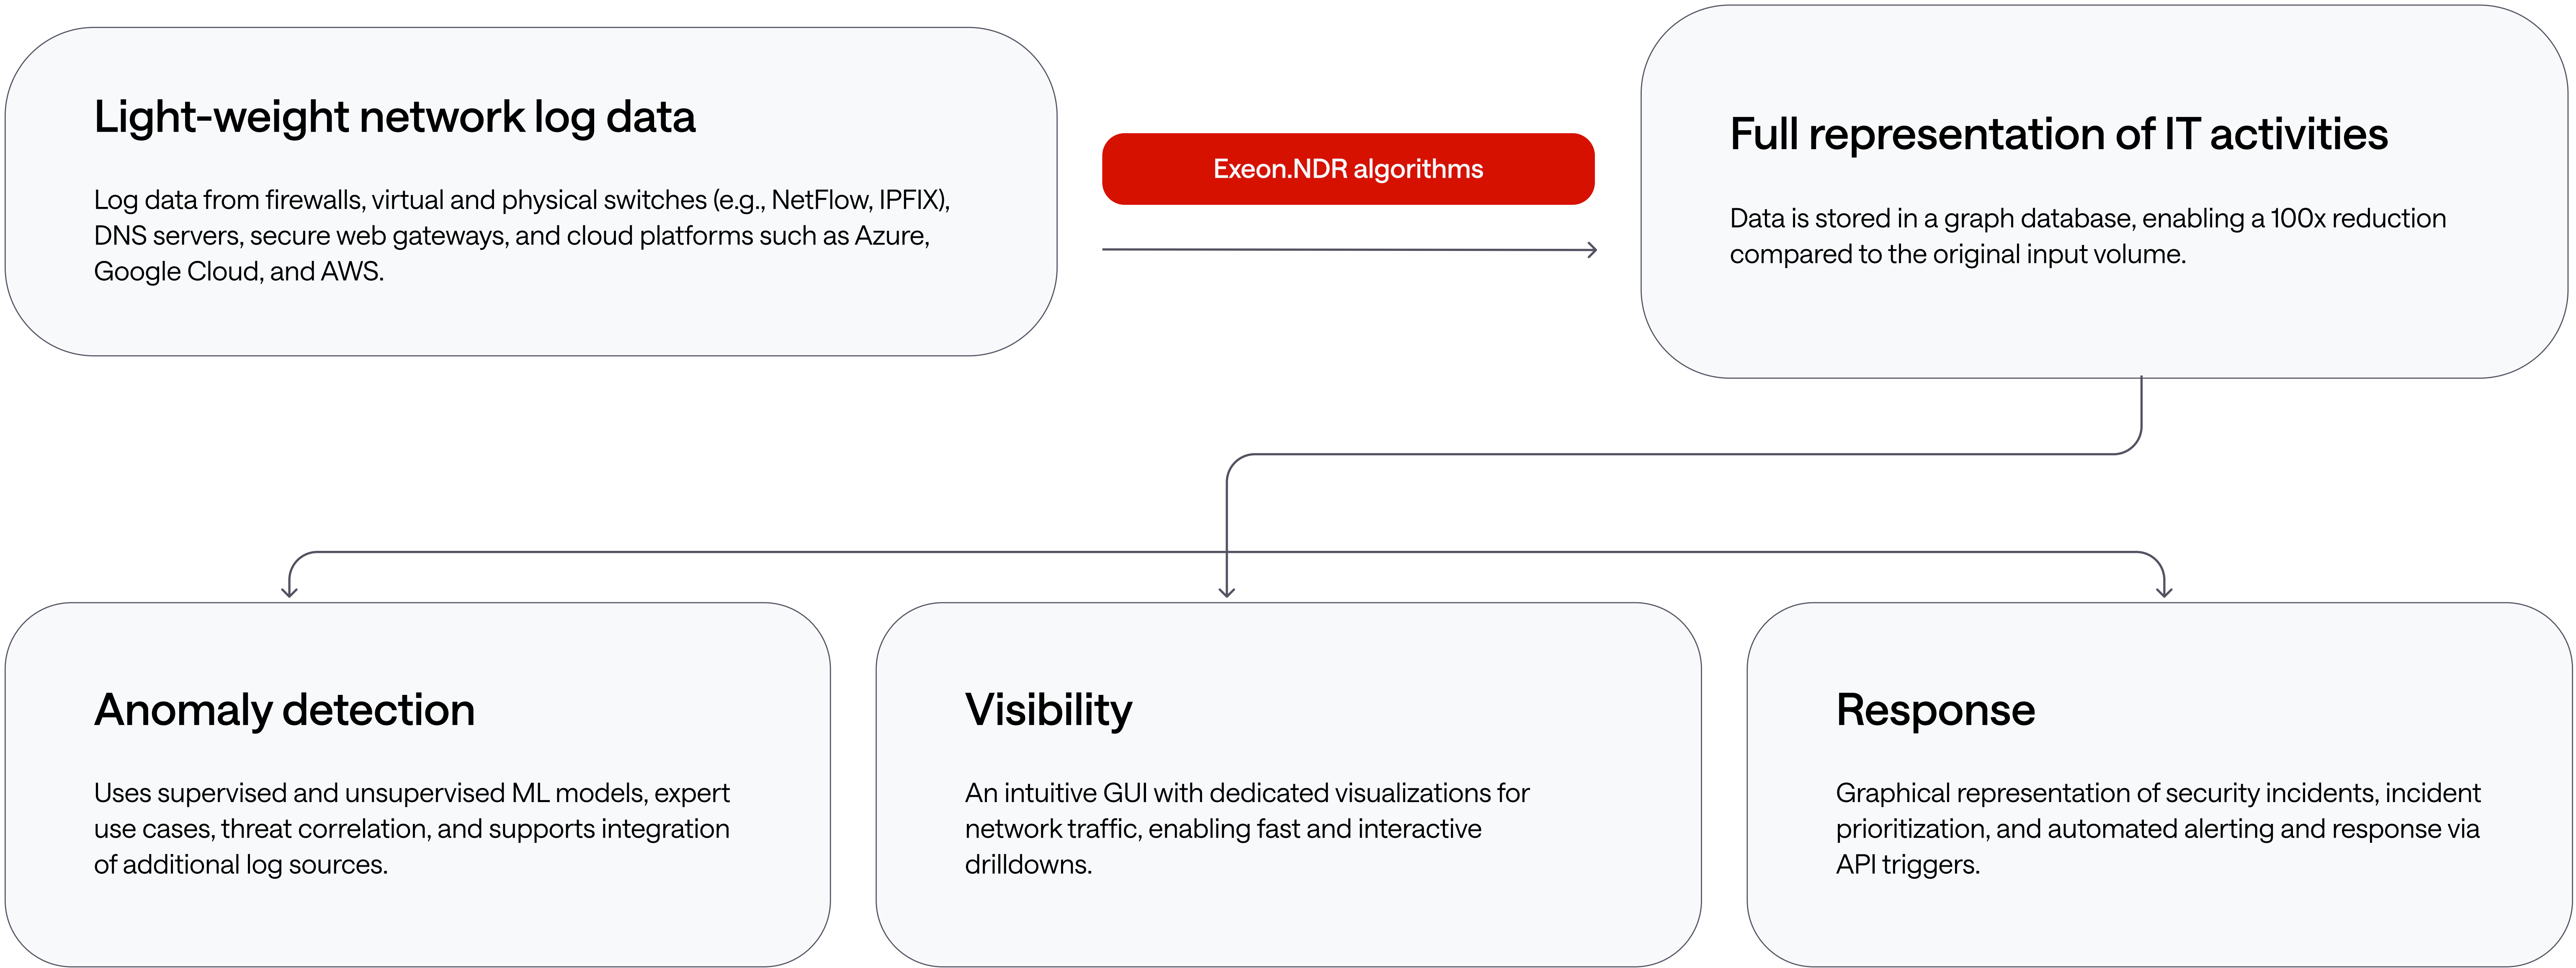 Light-weight network log data
Log data from firewalls, virtual and physical switches (e.g., NetFlow, IPFIX),
DNS servers, secure web gateways, and cloud platforms such as Azure,
Google Cloud, and AWS.
Exeon.NDR algorithms
Full representation of IT activities
Data is stored in a graph database, enabling a 100x reduction
compared to the original input volume.
Anomaly detection
Uses supervised and unsupervised ML models, expert
use cases, threat correlation, and supports integration
of additional log sources.
Visibility
An intuitive GUI with dedicated visualizations for
network traffic, enabling fast and interactive
drilldowns.
Response
Graphical representation of security incidents, incident
prioritization, and automated alerting and response via
API triggers.